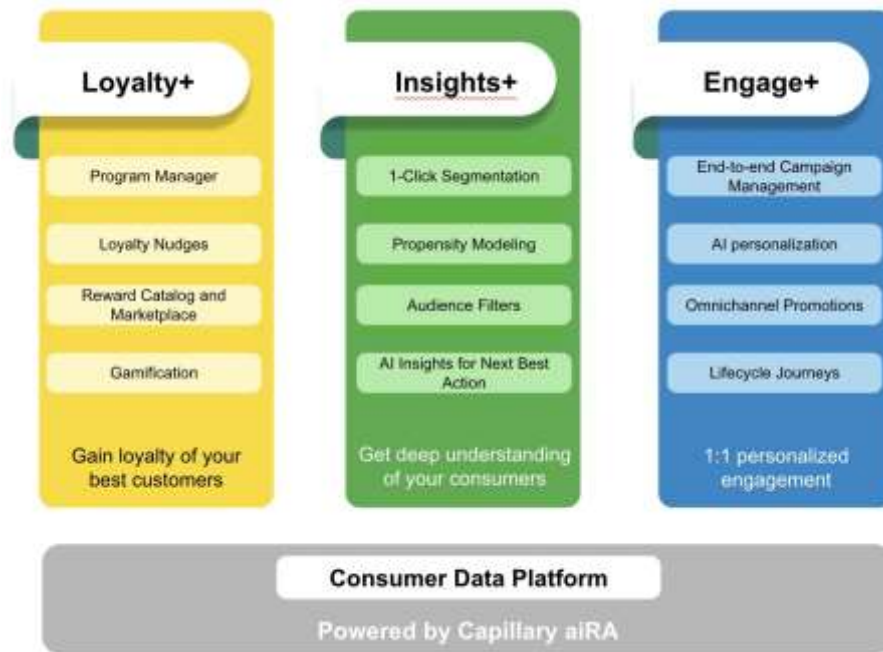 Loyalty+
Program Manager
Loyalty Nudges
Reward Catalog and
Marketplace
Gamification
Gain loyalty of your
best customers
Insights+
1-Click Segmentation
Propensity Modeling
Audience Filters
AI Insights for Next Best
Action
Get deep understanding
of your consumers
Engage+
End-to-end Campaign
Management
AI personalization
Omnichannel Promotions
Lifecycle Journeys
1:1 personalized
engagement
Consumer Data Platform
Powered by Capillary aiRA